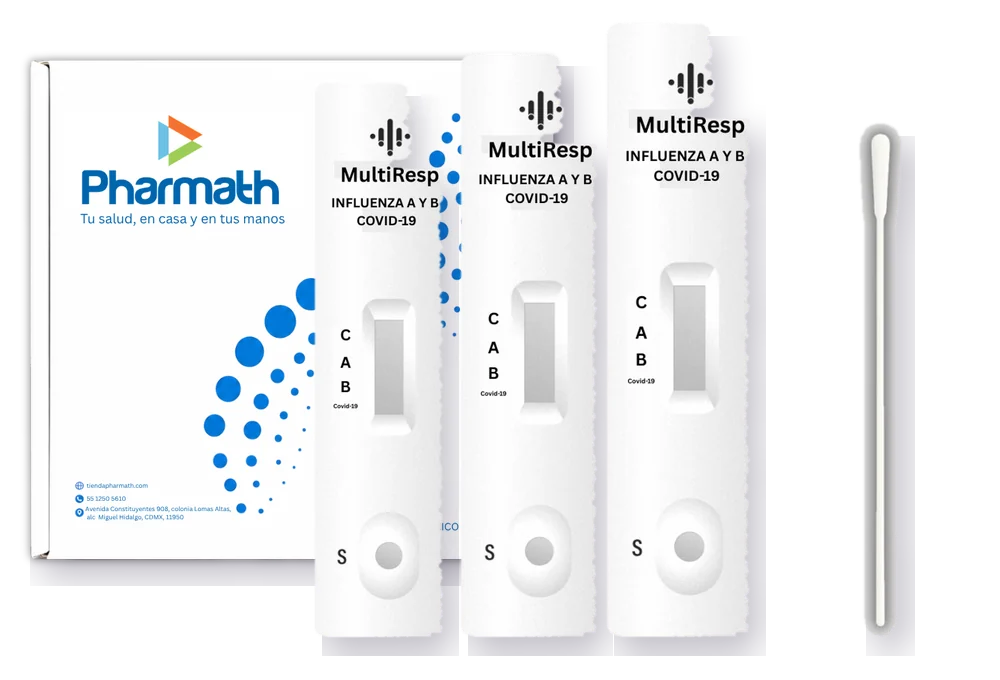 Pharmath
Tu salud, en casa y en tus manos
tiendapharmath.com
55 1250 5610
Avenida Constituyentes 908, colonia Lomas Altas,
alc Miguel Hidalgo, CDMX, 11950
ICO
MultiResp
INFLUENZA A Y B
COVID-19
C
A
B
Covid-19
S
MultiResp
INFLUENZA A Y B
COVID-19
C
A
B
Covid-19
S
MultiResp
INFLUENZA A Y B
COVID-19
C
A
B
Covid-19
S